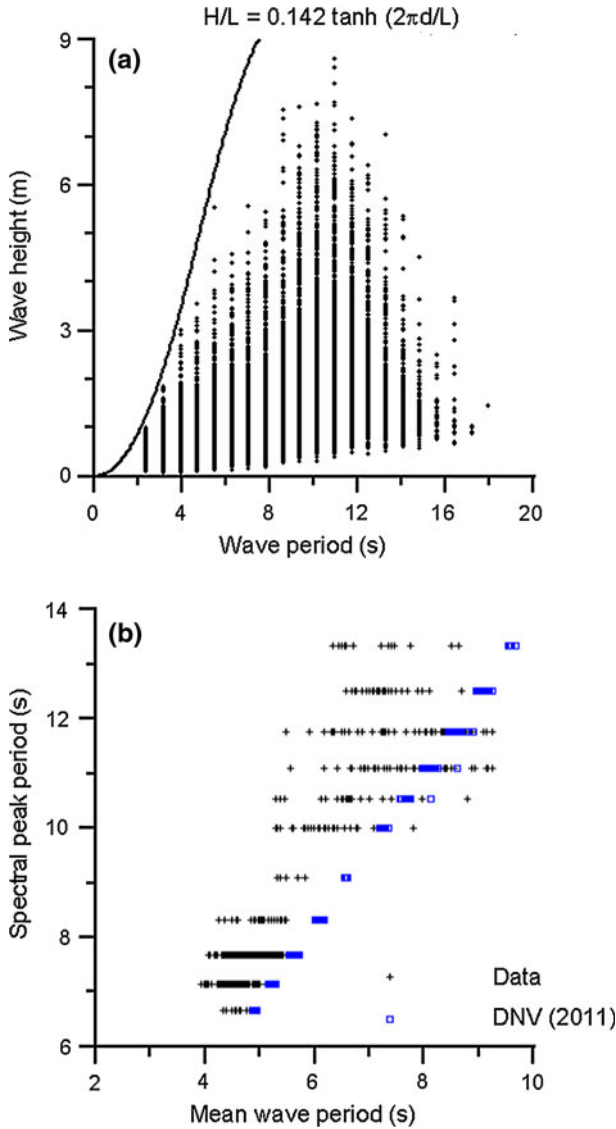 H/L = 0.142 tanh (2πd/L)
(a)
9
6
3
0
Wave height (m)
0 4 8 12 16 20
Wave period (s)
(b)
14
12
10
8
6
Spectral peak period (s)
Data
DNV (2011)
2 4 6 8 10
Mean wave period (s)